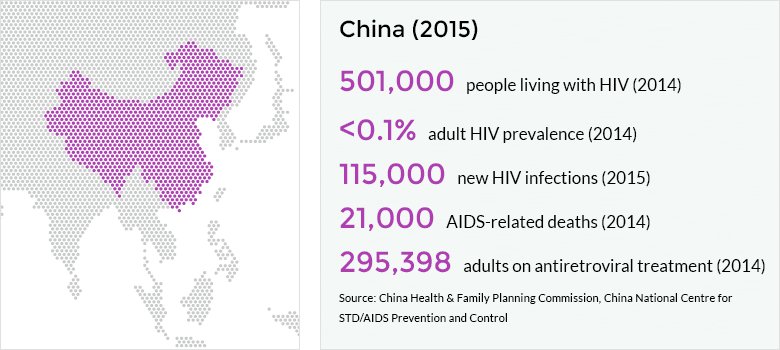 China (2015)
501,000 people living with HIV (2014)
<0.1% adult HIV prevalence (2014)
115,000 new HIV infections (2015)
21,000 AIDS-related deaths (2014)
295,398 adults on antiretroviral treatment (2014)
Source: China Health & Family Planning Commission, China National Centre for
STD/AIDS Prevention and Control